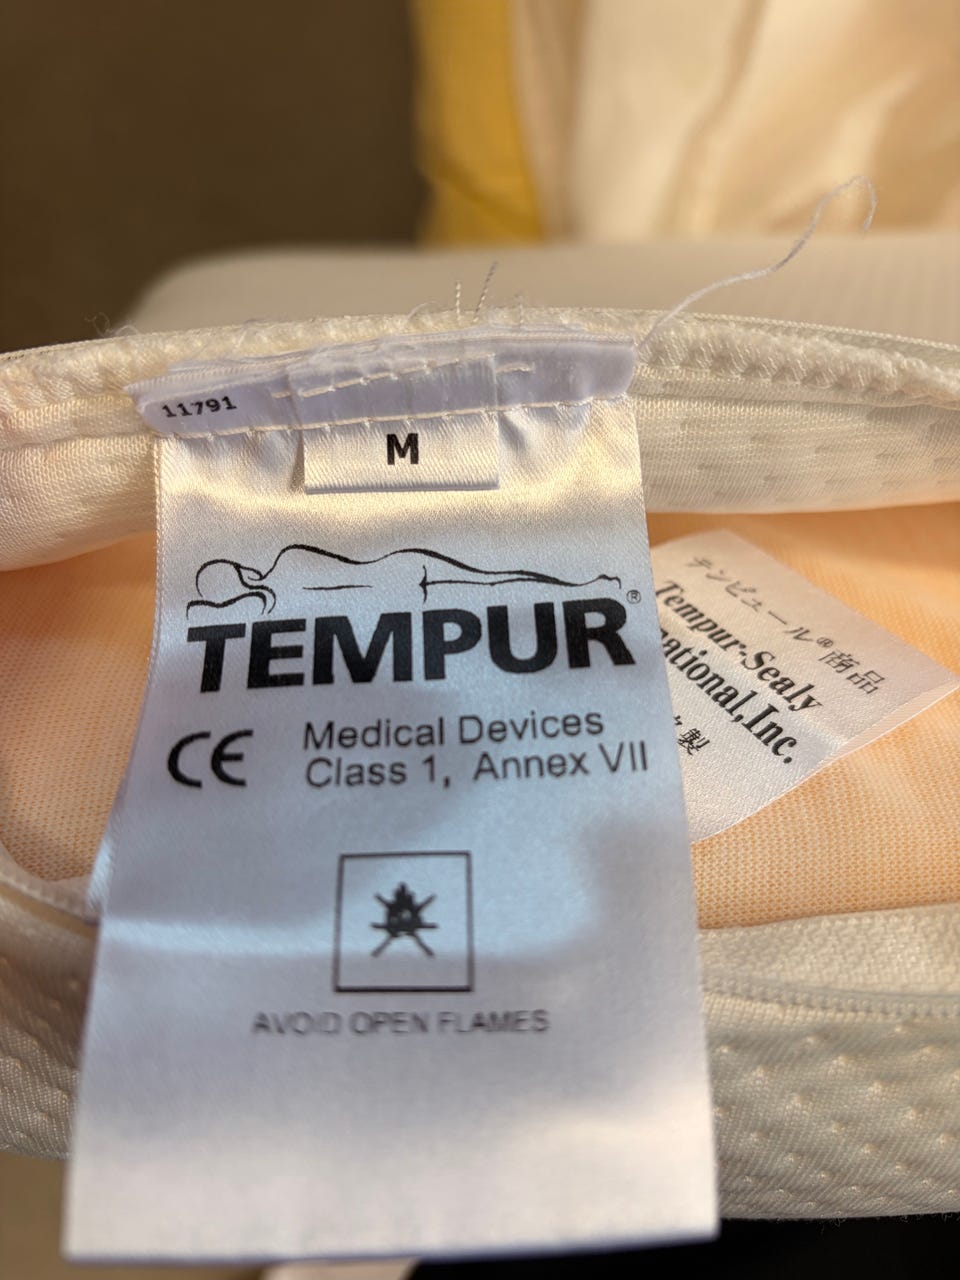 11791
M
TEMPUR®
CE Medical Devices
Class 1, Annex VII
AVOID OPEN FLAMES
テンピュール®商品
Tempur-Sealy
national,Inc.
製